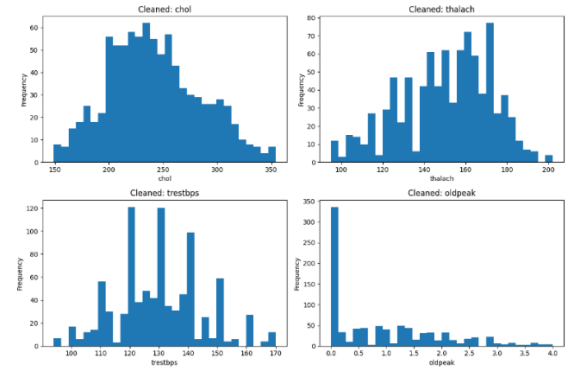 Cleaned: chol
Frequency
60
50
40
30
20
10
0
150 200 250 300 350
chol
Cleaned: thalach
Frequency
80
70
60
50
40
30
20
10
0
100 120 140 160 180 200
thalach
Cleaned: trestbps
Frequency
120
100
80
60
40
20
0
100 110 120 130 140 150 160 170
trestbps
Cleaned: oldpeak
Frequency
350
300
250
200
150
100
50
0
0.0 0.5 1.0 1.5 2.0 2.5 3.0 3.5 4.0
oldpeak